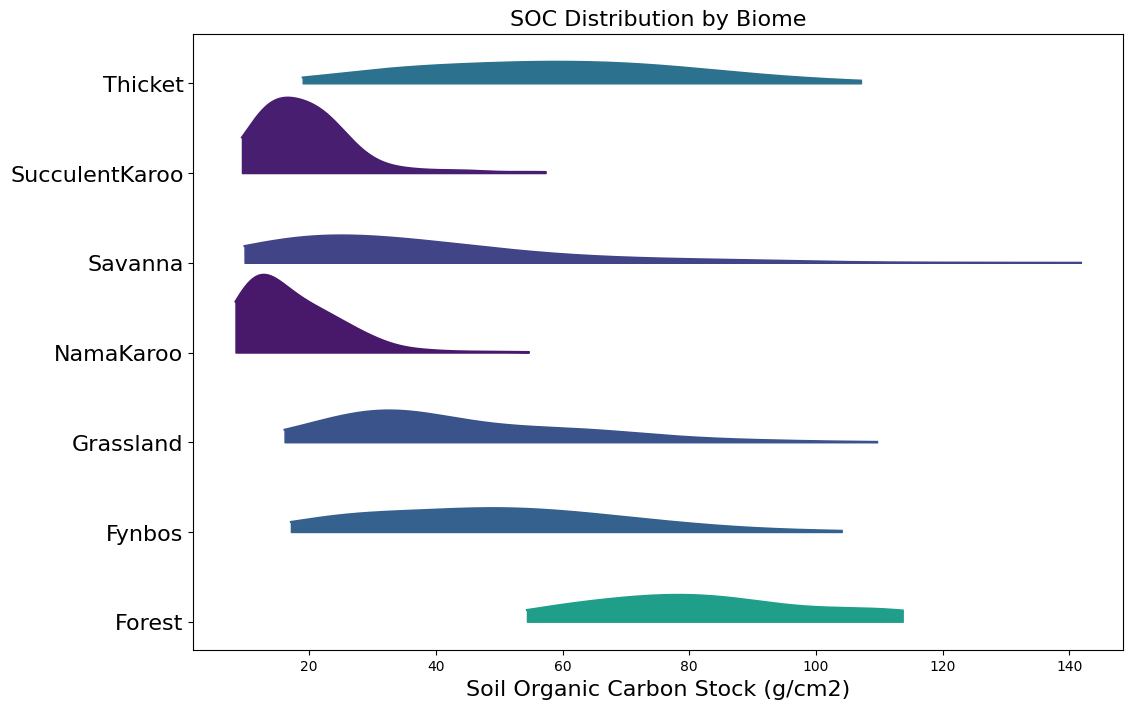 SOC Distribution by Biome
Thicket
SucculentKaroo
Savanna
NamaKaroo
Grassland
Fynbos
Forest
20 40 60 80 100 120 140
Soil Organic Carbon Stock (g/cm2)